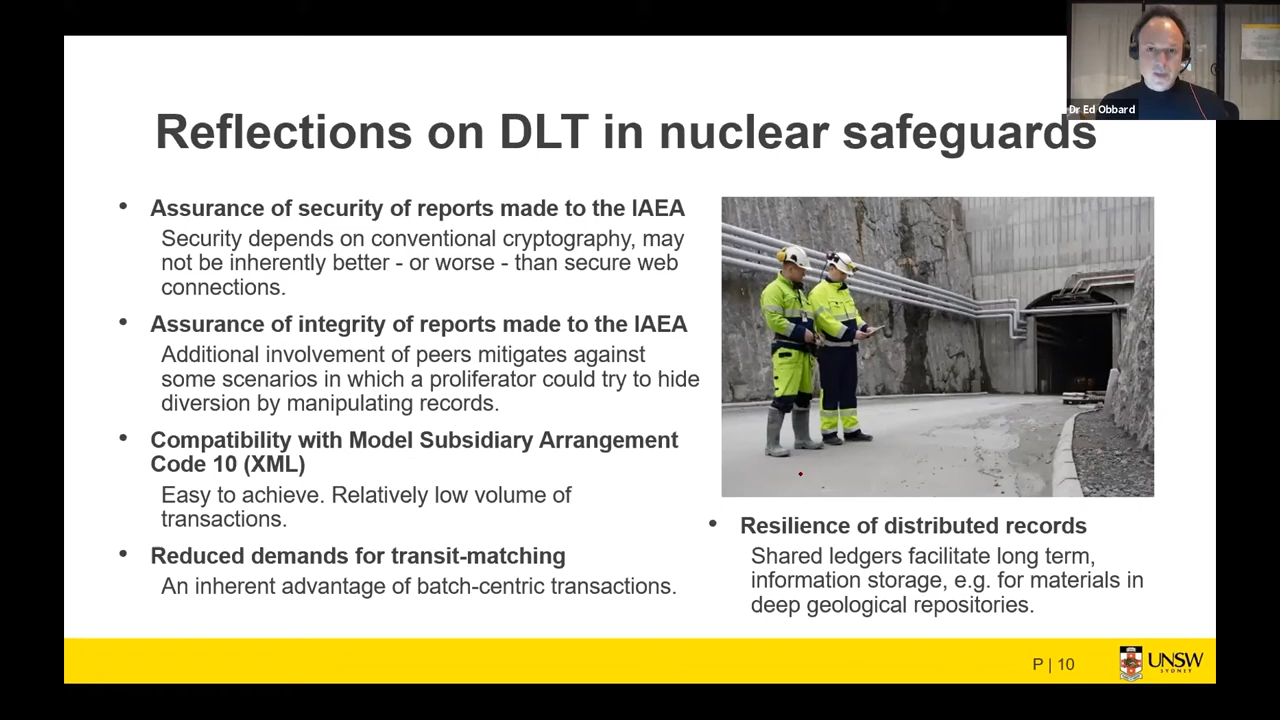 Dr Ed Obbard
Reflections on DLT in nuclear safeguards
• Assurance of security of reports made to the IAEA
Security depends on conventional cryptography, may
not be inherently better - or worse - than secure web
connections.
• Assurance of integrity of reports made to the IAEA
Additional involvement of peers mitigates against
some scenarios in which a proliferator could try to hide
diversion by manipulating records.
• Compatibility with Model Subsidiary Arrangement
Code 10 (XML)
Easy to achieve. Relatively low volume of
transactions.
• Reduced demands for transit-matching
An inherent advantage of batch-centric transactions.
• Resilience of distributed records
Shared ledgers facilitate long term,
information storage, e.g. for materials in
deep geological repositories.
P | 10
UNSW
SYDNEY